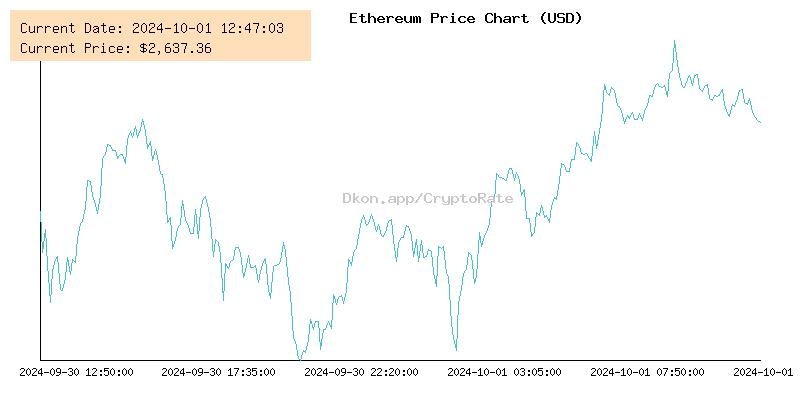 Ethereum Price Chart (USD)
Current Date: 2024-10-01 12:47:03
Current Price: $2,637.36
Dkon.app/CryptoRate
2024-09-30 12:50:00 2024-09-30 17:35:00 2024-09-30 22:20:00 2024-10-01 03:05:00 2024-10-01 07:50:00 2024-10-01